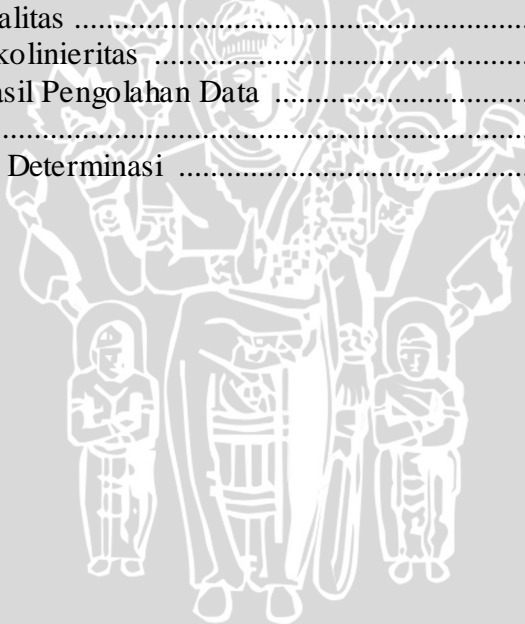 alitas ....................................................................
kolinieritas ......................................................
asil Pengolahan Data ................................
................................................................................
Determinasi ..................................................